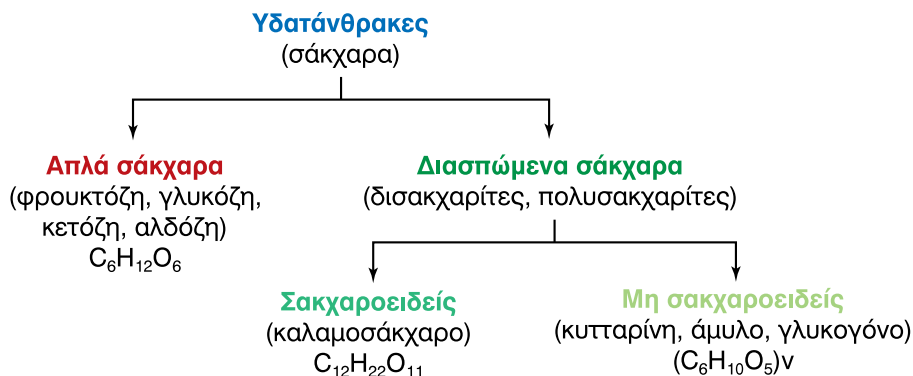 Υδατάνθρακες
(σάκχαρα)
Απλά σάκχαρα
(φρουκτόζη, γλυκόζη,
κετόζη, αλδόζη)
C₆H₁₂O₆
Διασπώμενα σάκχαρα
(δισακχαρίτες, πολυσακχαρίτες)
Σακχαροειδείς
(καλαμοσάκχαρο)
C₁₂H₂₂O₁₁
Μη σακχαροειδείς
(κυτταρίνη, άμυλο, γλυκογόνο)
(C₆H₁₀O₅)ν